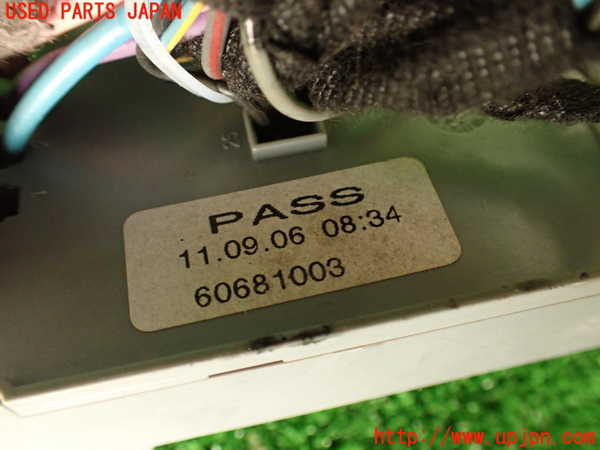 USED PARTS JAPAN
PASS
11.09.06 08:34
60681003
http://www.upjpn.com